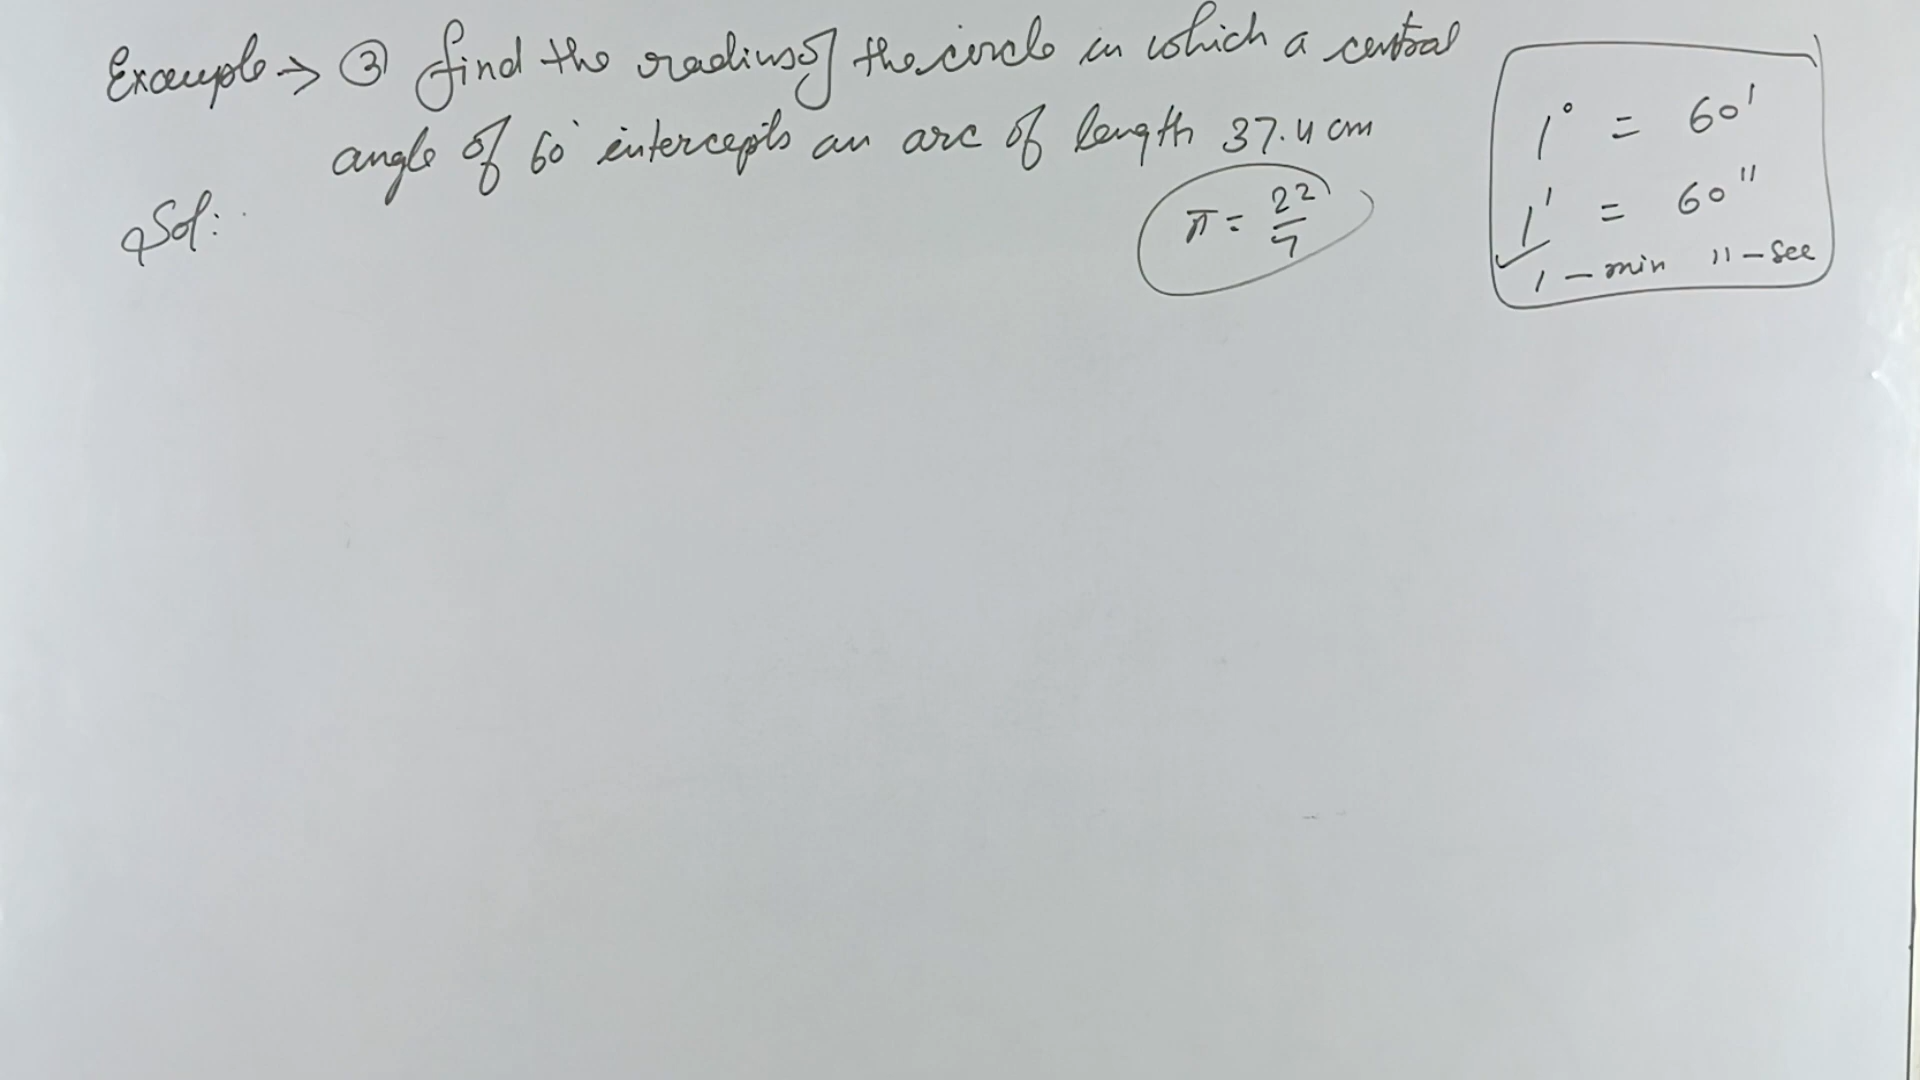 Example → ③ find the radius of the circle in which a central
angle of 60° intercepts an arc of length 37.4 cm
Sol:
π = 22/7
1° = 60'
1' = 60"
' - min " - sec